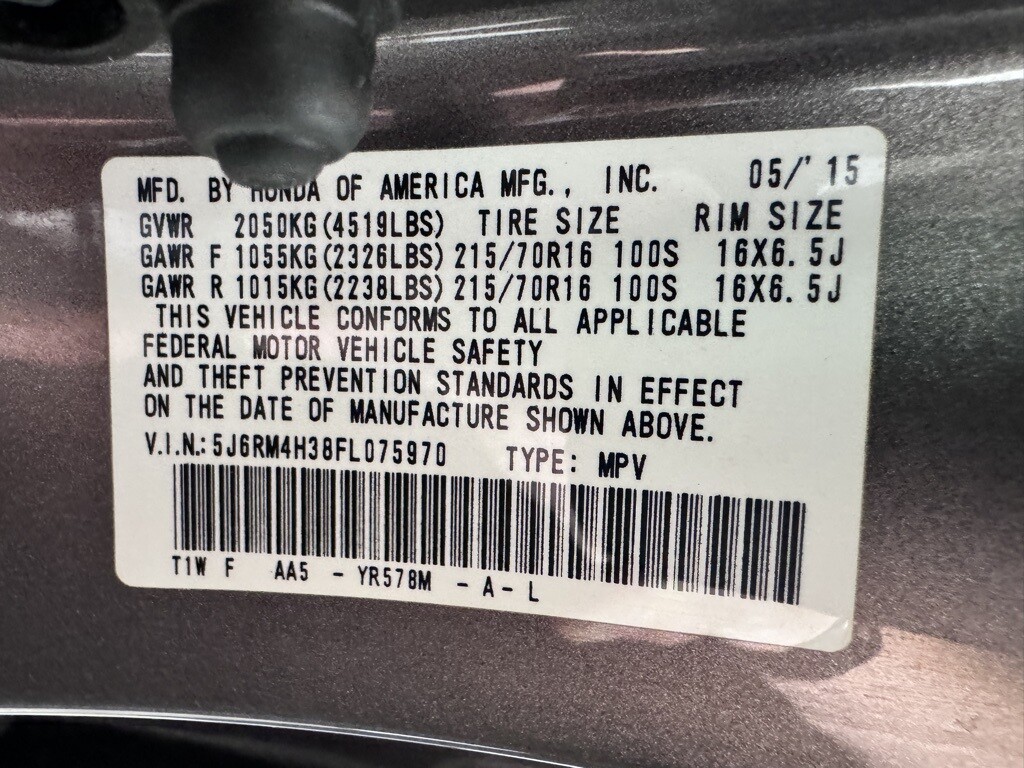 MFD. BY HONDA OF AMERICA MFG., INC. 05/'15
GVWR 2050KG(4519LBS) TIRE SIZE RIM SIZE
GAWR F 1055KG(2326LBS) 215/70R16 100S 16X6.5J
GAWR R 1015KG(2238LBS) 215/70R16 100S 16X6.5J
THIS VEHICLE CONFORMS TO ALL APPLICABLE
FEDERAL MOTOR VEHICLE SAFETY
AND THEFT PREVENTION STANDARDS IN EFFECT
ON THE DATE OF MANUFACTURE SHOWN ABOVE.
V.I.N.: 5J6RM4H38FL075970 TYPE: MPV
T1W F AA5 - YR578M - A - L